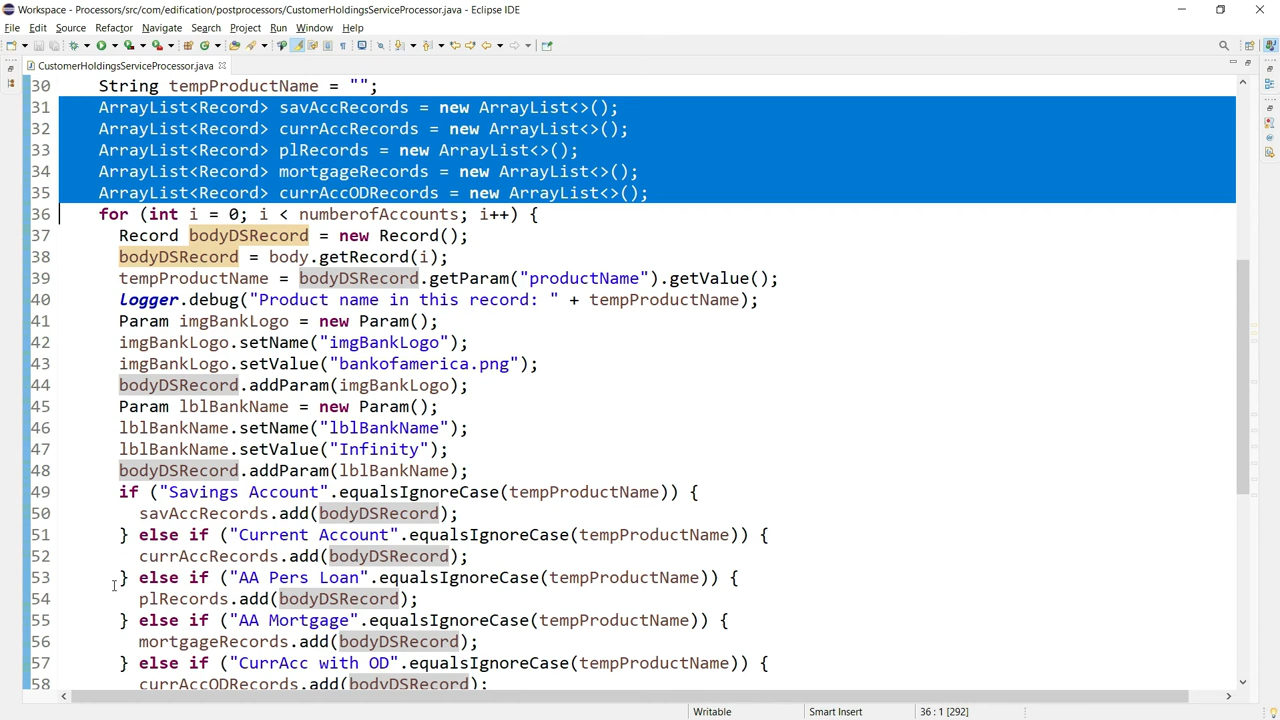 Workspace - Processors/src/com/edification/postprocessors/CustomerHoldingsServiceProcessor.java - Eclipse IDE
File Edit Source Refactor Navigate Search Project Run Window Help
CustomerHoldingsServiceProcessor.java
30 String tempProductName = "";
31 ArrayList<Record> savAccRecords = new ArrayList<>();
32 ArrayList<Record> currAccRecords = new ArrayList<>();
33 ArrayList<Record> plRecords = new ArrayList<>();
34 ArrayList<Record> mortgageRecords = new ArrayList<>();
35 ArrayList<Record> currAccODRecords = new ArrayList<>();
36 for (int i = 0; i < numberofAccounts; i++) {
37 Record bodyDSRecord = new Record();
38 bodyDSRecord = body.getRecord(i);
39 tempProductName = bodyDSRecord.getParam("productName").getValue();
40 logger.debug("Product name in this record: " + tempProductName);
41 Param imgBankLogo = new Param();
42 imgBankLogo.setName("imgBankLogo");
43 imgBankLogo.setValue("bankofamerica.png");
44 bodyDSRecord.addParam(imgBankLogo);
45 Param lblBankName = new Param();
46 lblBankName.setName("lblBankName");
47 lblBankName.setValue("Infinity");
48 bodyDSRecord.addParam(lblBankName);
49 if ("Savings Account".equalsIgnoreCase(tempProductName)) {
50 savAccRecords.add(bodyDSRecord);
51 } else if ("Current Account".equalsIgnoreCase(tempProductName)) {
52 currAccRecords.add(bodyDSRecord);
53 } else if ("AA Pers Loan".equalsIgnoreCase(tempProductName)) {
54 plRecords.add(bodyDSRecord);
55 } else if ("AA Mortgage".equalsIgnoreCase(tempProductName)) {
56 mortgageRecords.add(bodyDSRecord);
57 } else if ("CurrAcc with OD".equalsIgnoreCase(tempProductName)) {
58 currAccODRecords.add(bodyDSRecord);
Writable Smart Insert 36 : 1 [292]